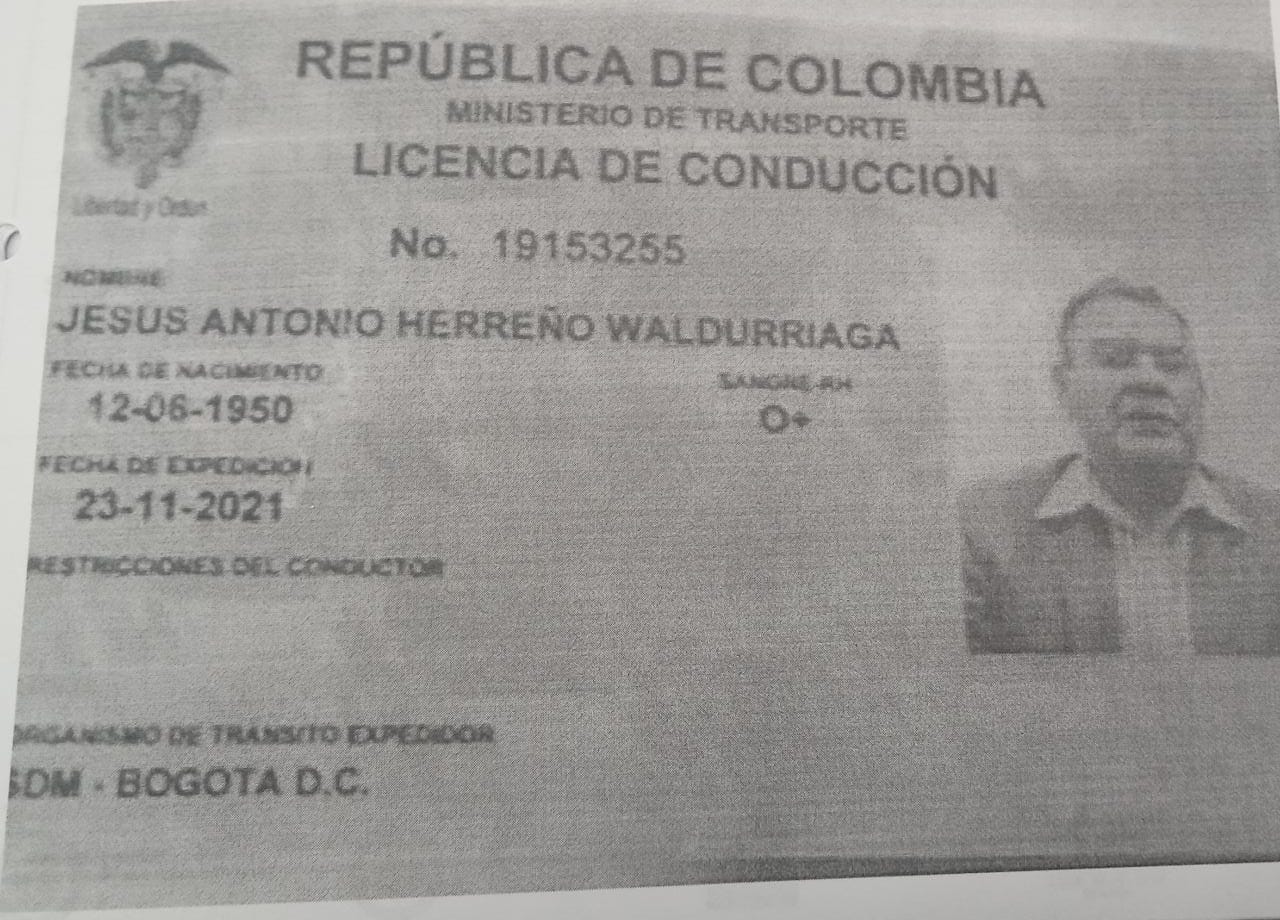 REPÚBLICA DE COLOMBIA
MINISTERIO DE TRANSPORTE
LICENCIA DE CONDUCCIÓN
Libertad y Orden
No. 19153255
NOMBRE
JESUS ANTONIO HERREÑO WALDURRIAGA
FECHA DE NACIMIENTO
12-06-1950
SANGRE-RH
O+
FECHA DE EXPEDICION
23-11-2021
RESTRICCIONES DEL CONDUCTOR
ORGANISMO DE TRANSITO EXPEDIDOR
SDM - BOGOTA D.C.